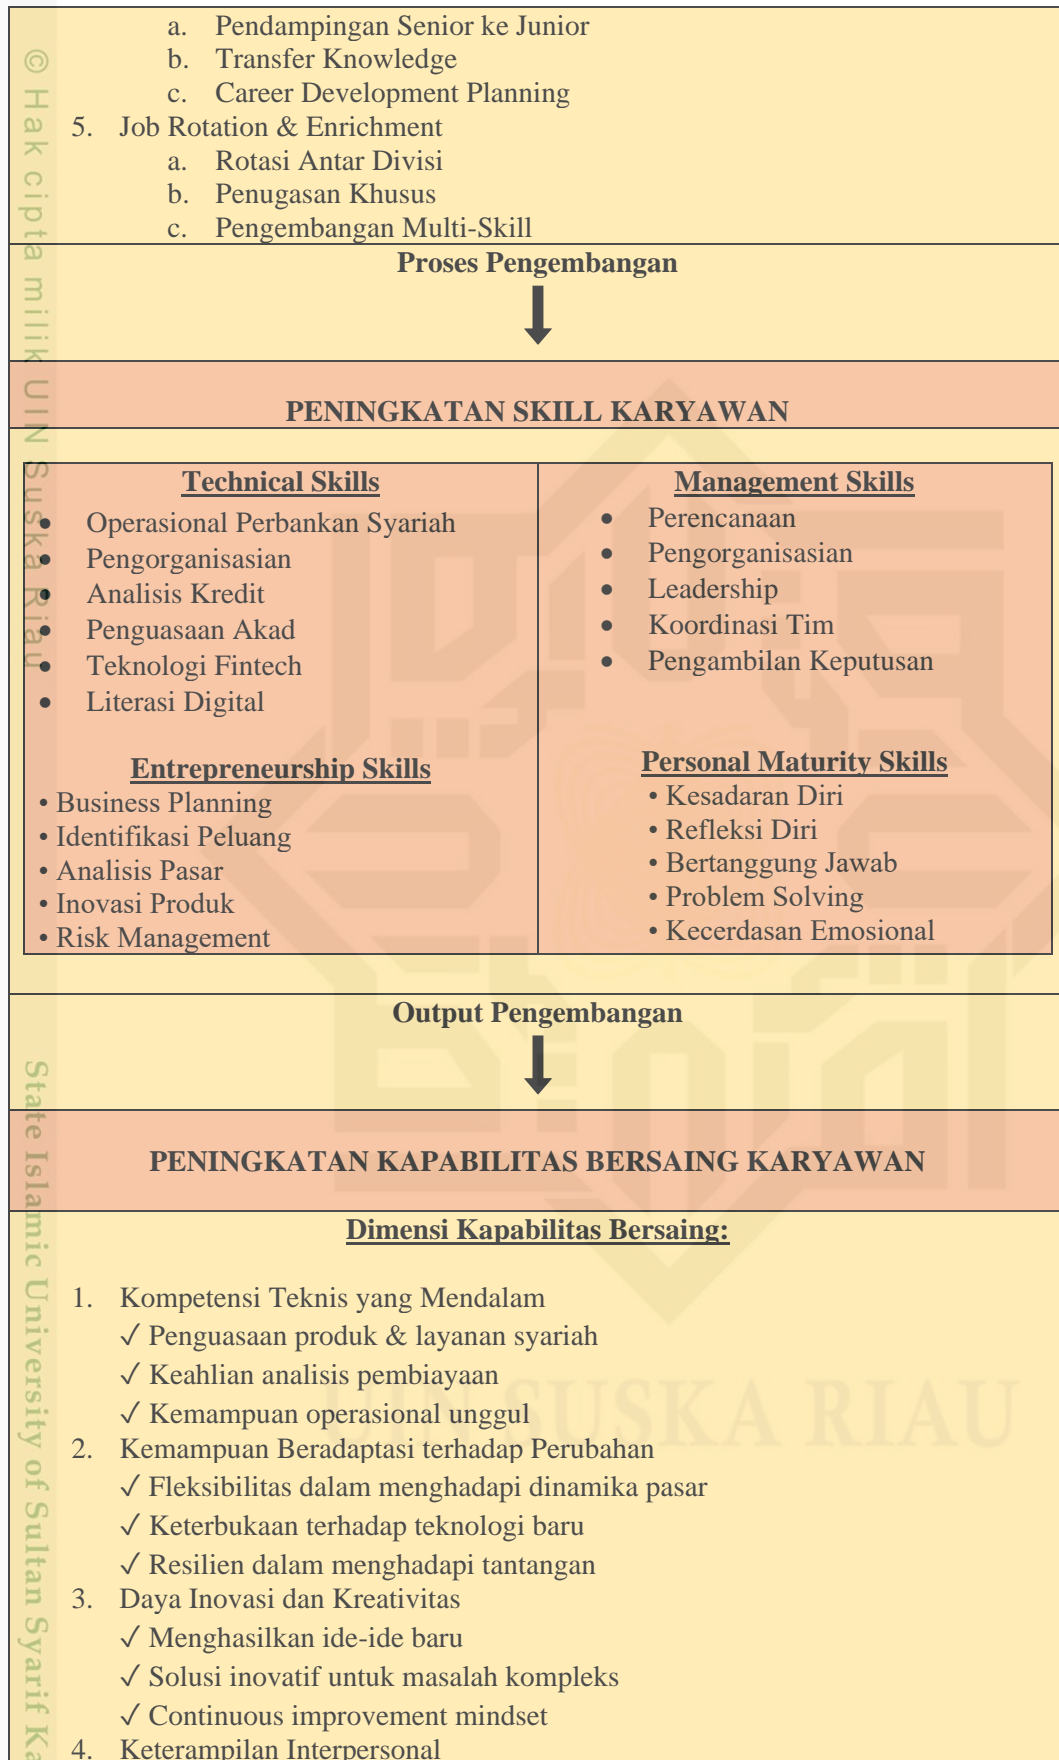 a. Pendampingan Senior ke Junior
b. Transfer Knowledge
c. Career Development Planning
5. Job Rotation & Enrichment
a. Rotasi Antar Divisi
b. Penugasan Khusus
c. Pengembangan Multi-Skill
Proses Pengembangan
PENINGKATAN SKILL KARYAWAN
Technical Skills
• Operasional Perbankan Syariah
• Pengorganisasian
• Analisis Kredit
• Penguasaan Akad
• Teknologi Fintech
• Literasi Digital
Entrepreneurship Skills
• Business Planning
• Identifikasi Peluang
• Analisis Pasar
• Inovasi Produk
• Risk Management
Management Skills
• Perencanaan
• Pengorganisasian
• Leadership
• Koordinasi Tim
• Pengambilan Keputusan
Personal Maturity Skills
• Kesadaran Diri
• Refleksi Diri
• Bertanggung Jawab
• Problem Solving
• Kecerdasan Emosional
Output Pengembangan
PENINGKATAN KAPABILITAS BERSAING KARYAWAN
Dimensi Kapabilitas Bersaing:
1. Kompetensi Teknis yang Mendalam
✓ Penguasaan produk & layanan syariah
✓ Keahlian analisis pembiayaan
✓ Kemampuan operasional unggul
2. Kemampuan Beradaptasi terhadap Perubahan
✓ Fleksibilitas dalam menghadapi dinamika pasar
✓ Keterbukaan terhadap teknologi baru
✓ Resilien dalam menghadapi tantangan
3. Daya Inovasi dan Kreativitas
✓ Menghasilkan ide-ide baru
✓ Solusi inovatif untuk masalah kompleks
✓ Continuous improvement mindset
4. Keterampilan Interpersonal
© Hak cipta milik UIN Suska Riau
State Islamic University of Sultan Syarif Ka
UIN SUSKA RIAU